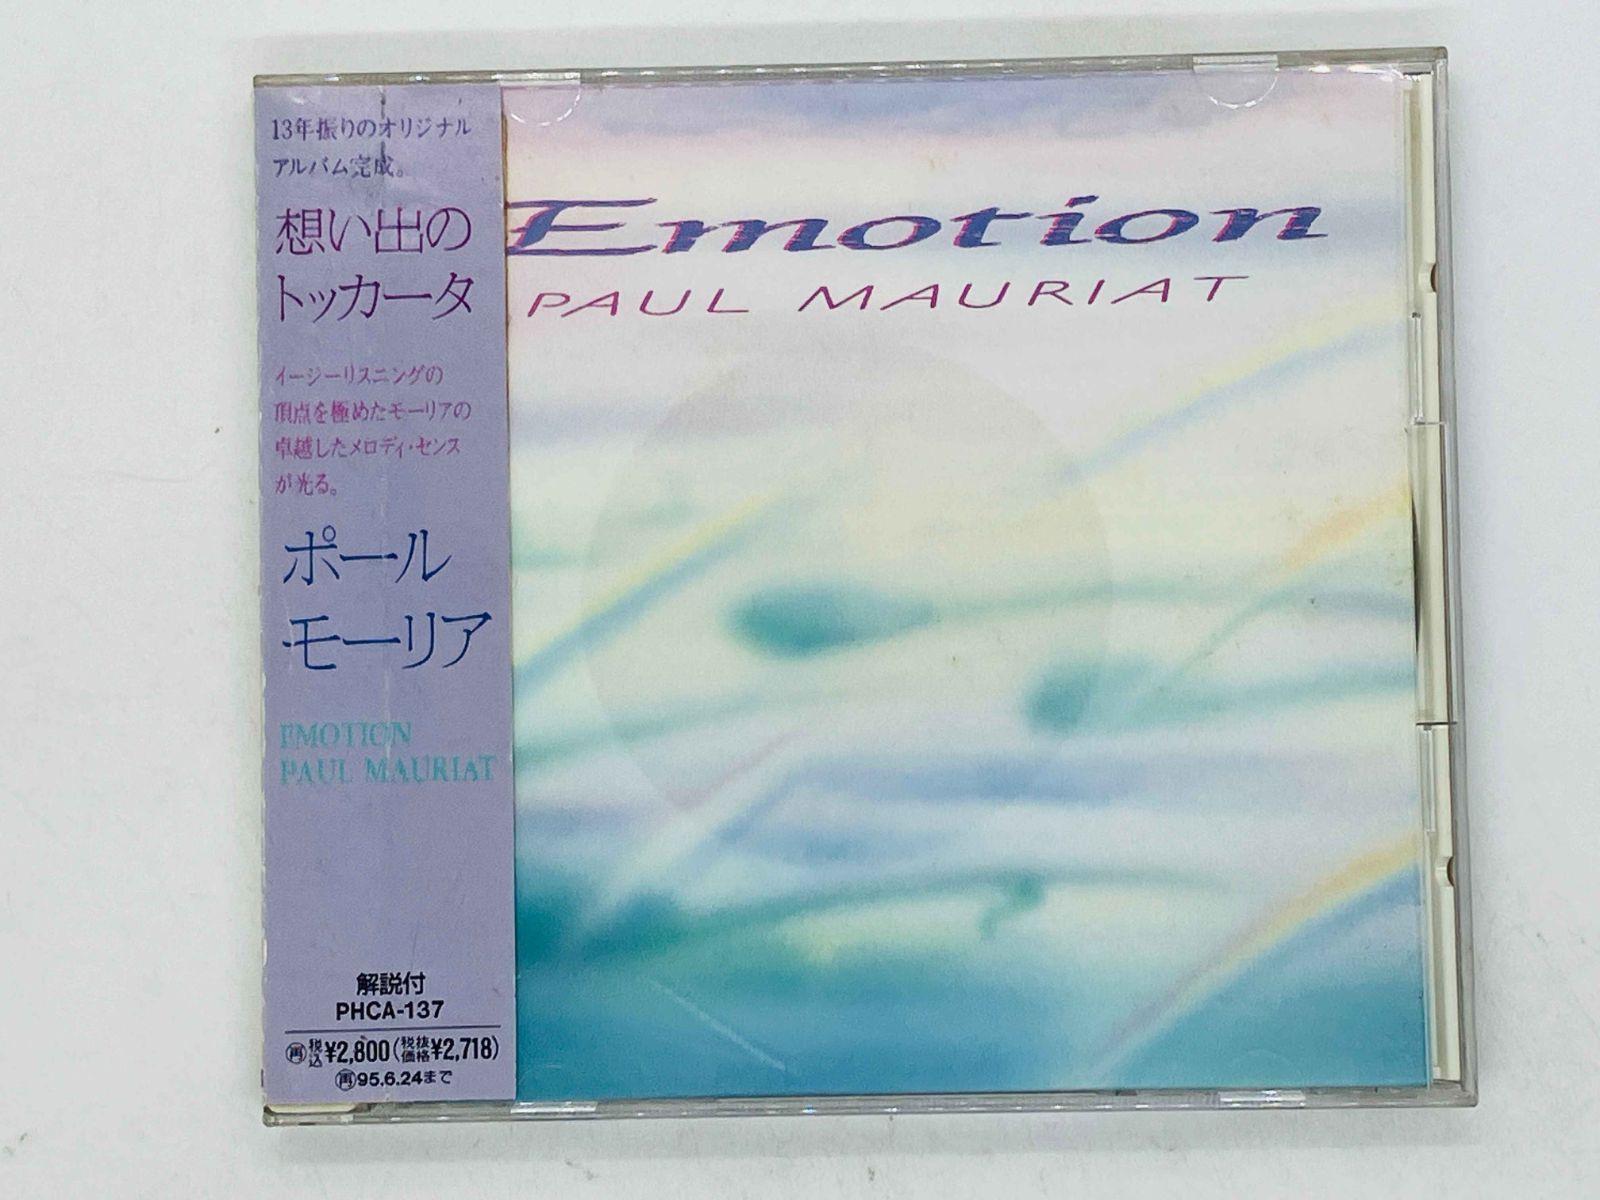 13年振りのオリジナル
アルバム完成。
想い出の
トッカータ
イージーリスニングの
頂点を極めたモーリアの
卓越したメロディ・センス
が光る。
ポール
モーリア
EMOTION
PAUL MAURIAT
解説付
PHCA-137
再税込¥2,800(税抜価格¥2,718)
再95.6.24まで
Emotion
PAUL MAURIAT